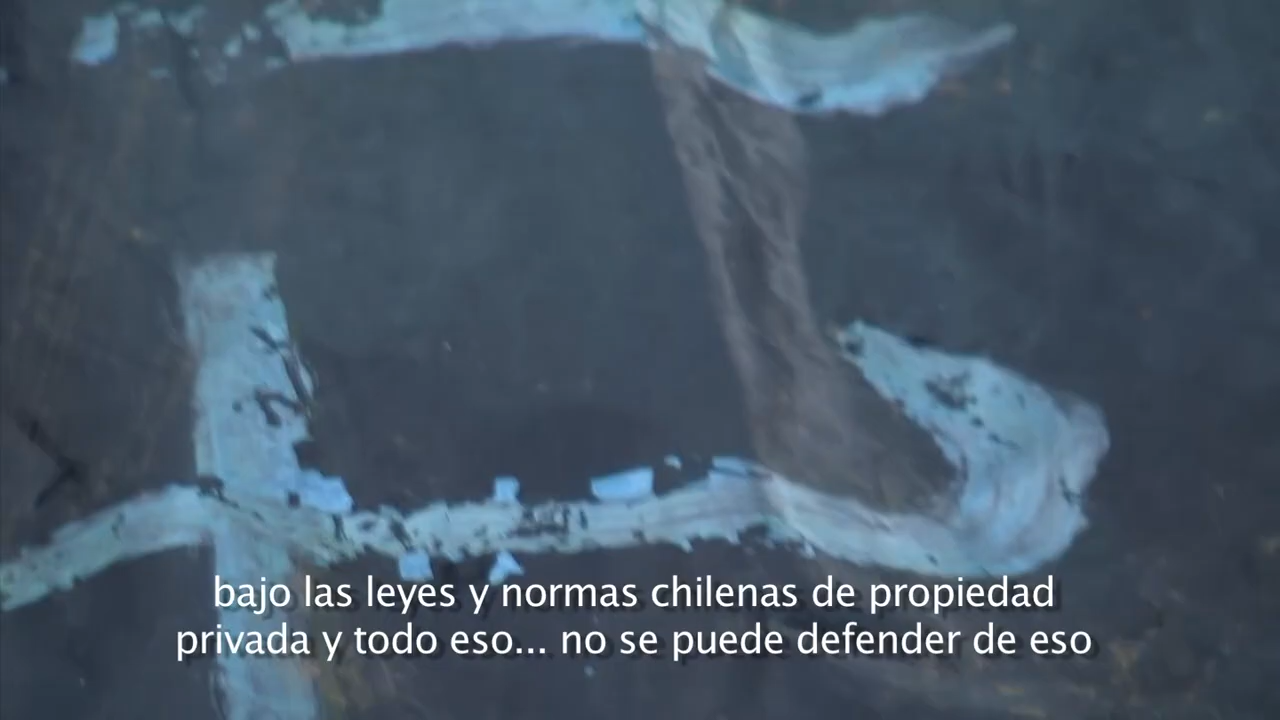 bajo las leyes y normas chilenas de propiedad
privada y todo eso... no se puede defender de eso